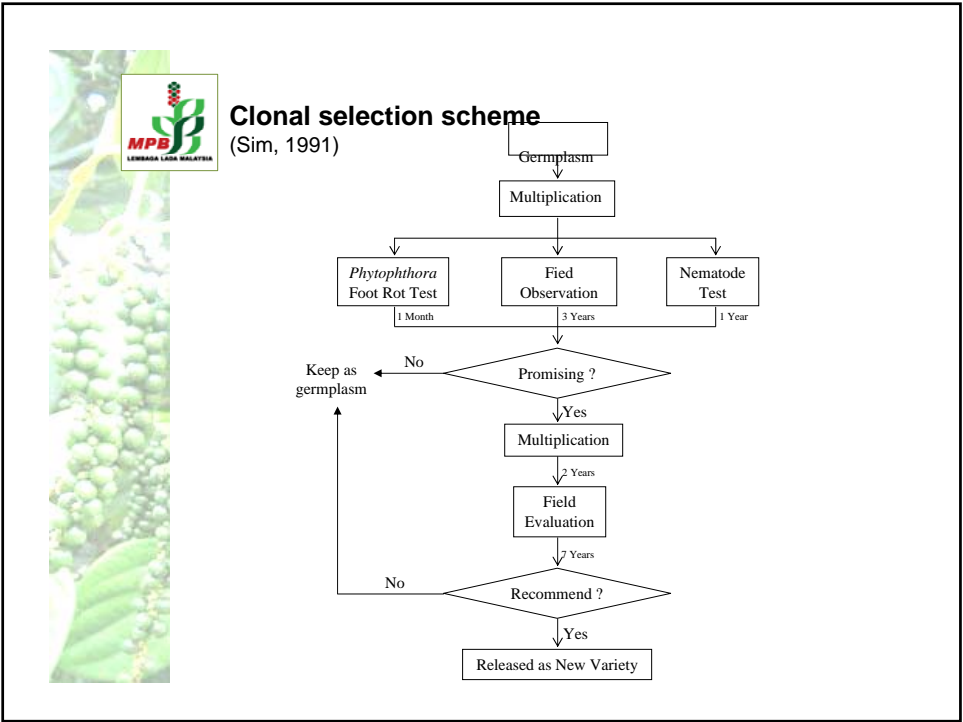 MPB
LEMBAGA LADA MALAYSIA
Clonal selection scheme
(Sim, 1991)
Germplasm
Multiplication
Phytophthora
Foot Rot Test
Fied
Observation
Nematode
Test
1 Month
3 Years
1 Year
Promising ?
No
Keep as
germplasm
Yes
Multiplication
2 Years
Field
Evaluation
7 Years
Recommend ?
No
Yes
Released as New Variety